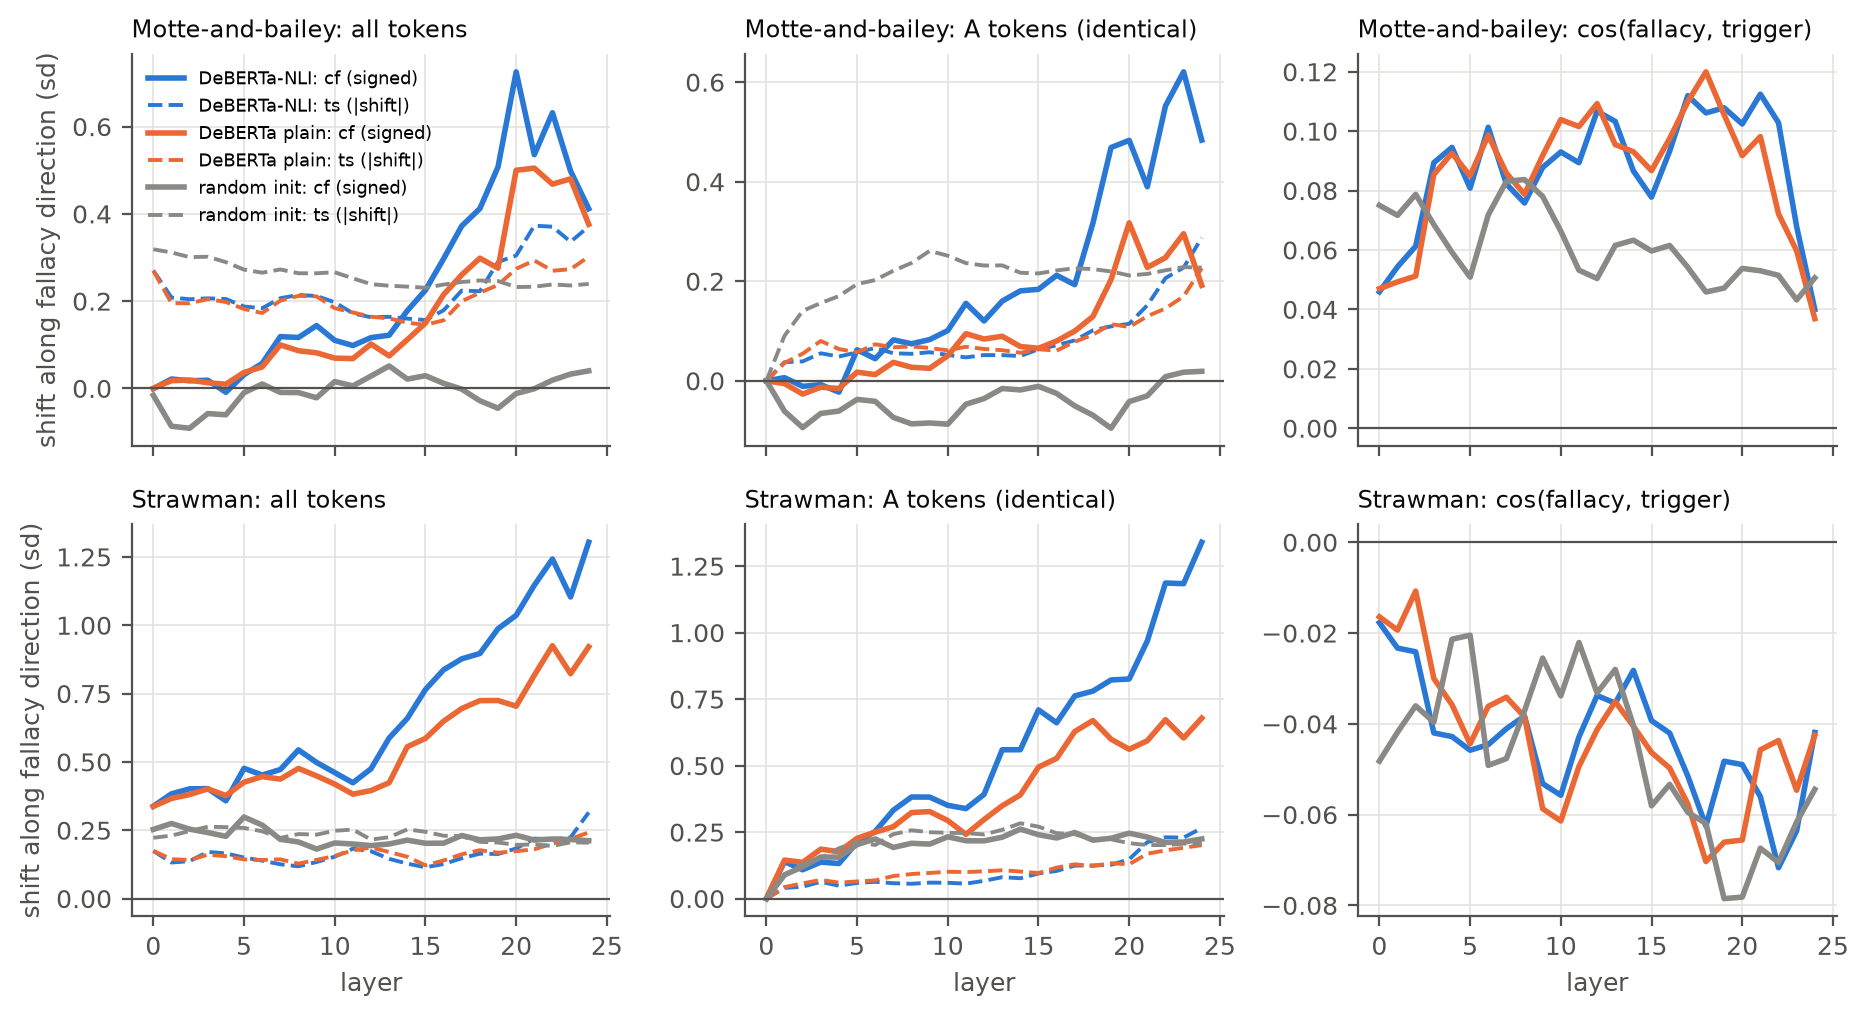 Motte-and-bailey: all tokens
Motte-and-bailey: A tokens (identical)
Motte-and-bailey: cos(fallacy, trigger)
shift along fallacy direction (sd)
0.6
0.4
0.2
0.0
DeBERTa-NLI: cf (signed)
DeBERTa-NLI: ts (|shift|)
DeBERTa plain: cf (signed)
DeBERTa plain: ts (|shift|)
random init: cf (signed)
random init: ts (|shift|)
0.6
0.4
0.2
0.0
0.12
0.10
0.08
0.06
0.04
0.02
0.00
Strawman: all tokens
Strawman: A tokens (identical)
Strawman: cos(fallacy, trigger)
shift along fallacy direction (sd)
1.25
1.00
0.75
0.50
0.25
0.00
0 5 10 15 20 25
layer
1.25
1.00
0.75
0.50
0.25
0.00
0 5 10 15 20 25
layer
0.00
−0.02
−0.04
−0.06
−0.08
0 5 10 15 20 25
layer